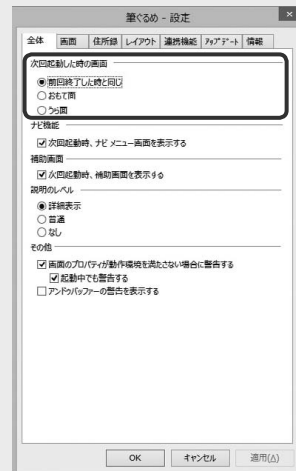 筆ぐるめ - 設定
×
全体 画面 住所録 レイアウト 連携機能 アップデート 情報
次回起動した時の画面
前回終了した時と同じ
おもて面
うら面
ナビ機能
次回起動時、ナビ メニュー画面を表示する
補助画面
次回起動時、補助画面を表示する
説明のレベル
詳細表示
普通
なし
その他
画面のプロパティが動作環境を満たさない場合に警告する
起動中でも警告する
アンドゥバッファーの警告を表示する
OK キャンセル 適用(A)